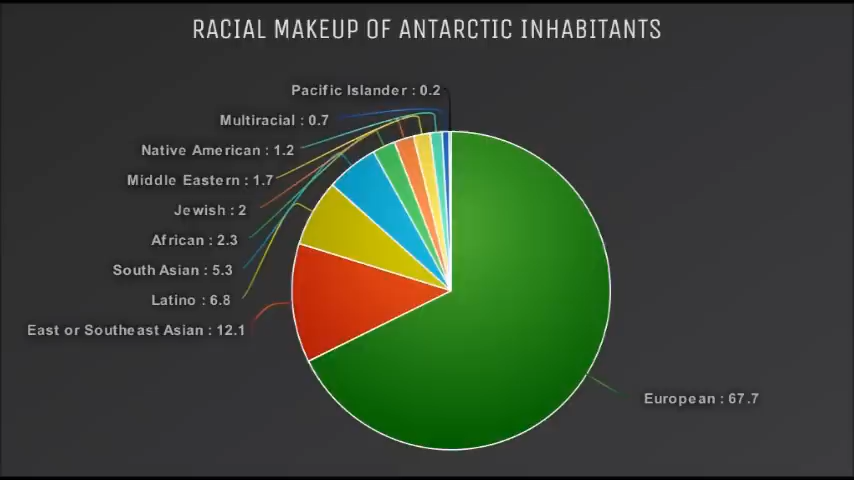 RACIAL MAKEUP OF ANTARCTIC INHABITANTS
Pacific Islander : 0.2
Multiracial : 0.7
Native American : 1.2
Middle Eastern : 1.7
Jewish : 2
African : 2.3
South Asian : 5.3
Latino : 6.8
East or Southeast Asian : 12.1
European : 67.7